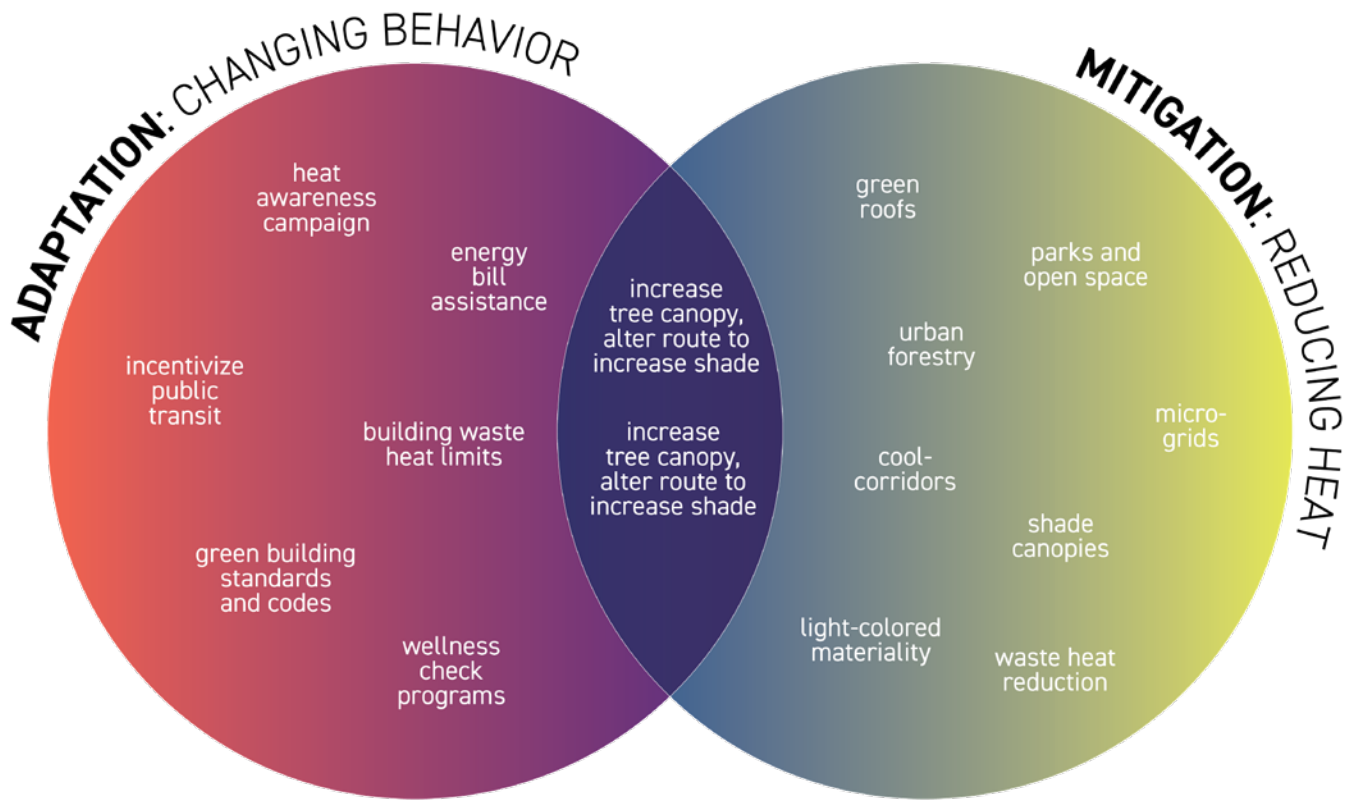 ADAPTATION: CHANGING BEHAVIOR
heat
awareness
campaign
energy
bill
assistance
incentivize
public
transit
building waste
heat limits
green building
standards
and codes
wellness
check
programs
increase
tree canopy,
alter route to
increase shade
increase
tree canopy,
alter route to
increase shade
MITIGATION: REDUCING HEAT
green
roofs
parks and
open space
urban
forestry
micro-
grids
cool-
corridors
shade
canopies
light-colored
materiality
waste heat
reduction